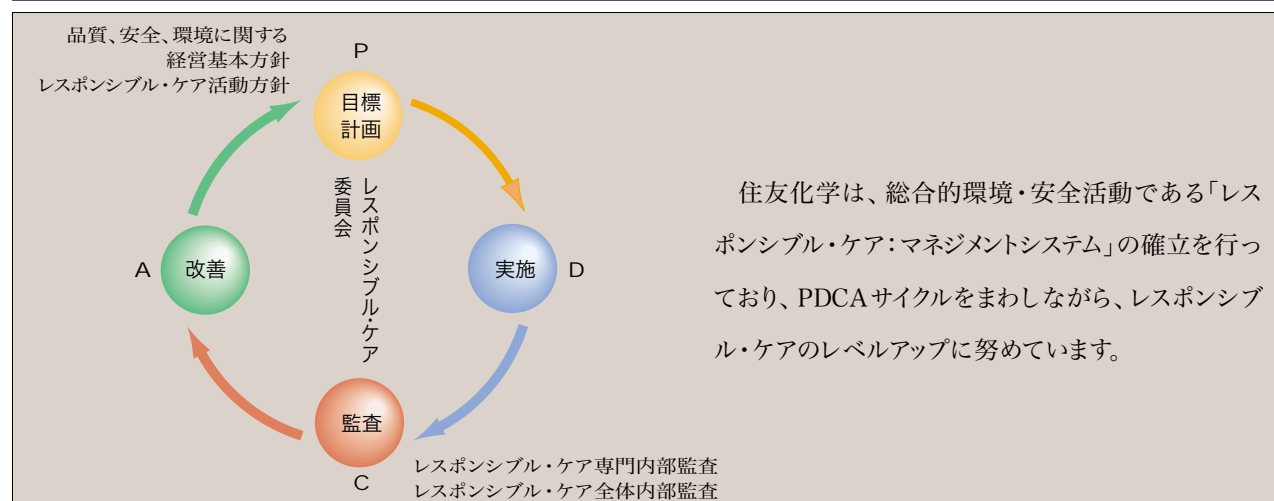 品質、安全、環境に関する
経営基本方針
レスポンシブル・ケア活動方針
P
目標
計画
レスポンシブル・ケア
委員会
A
改善
実施
D
監査
C
レスポンシブル・ケア専門内部監査
レスポンシブル・ケア全体内部監査
住友化学は、総合的環境・安全活動である「レス
ポンシブル・ケア：マネジメントシステム」の確立を行っ
ており、PDCAサイクルをまわしながら、レスポンシブ
ル・ケアのレベルアップに努めています。